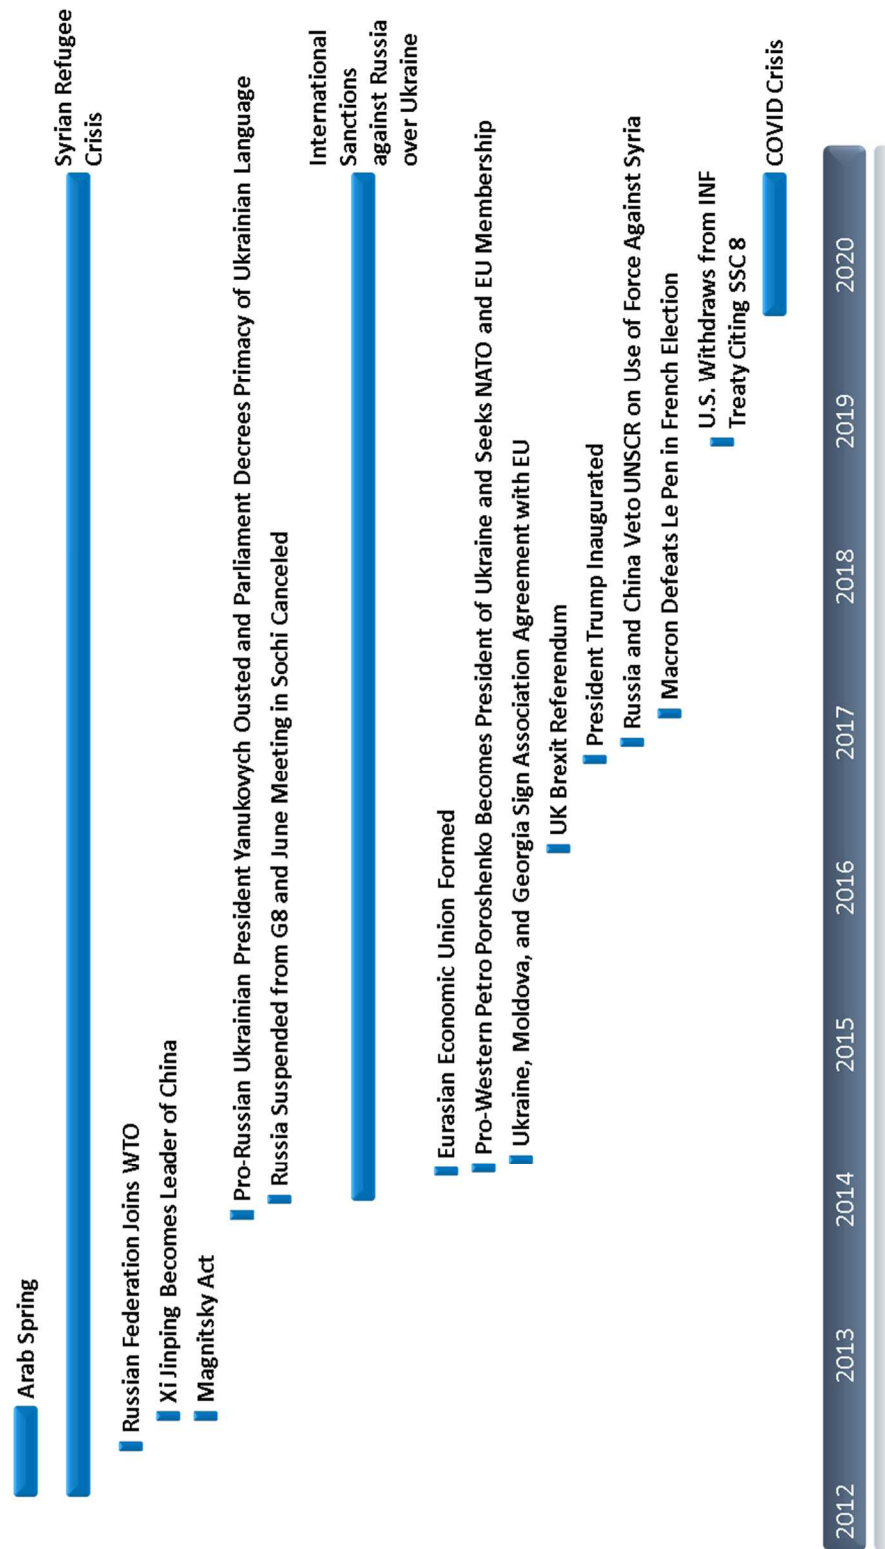 Arab Spring
Syrian Refugee
Crisis
Russian Federation Joins WTO
Xi Jinping Becomes Leader of China
Magnitsky Act
Pro-Russian Ukrainian President Yanukovych Ousted and Parliament Decrees Primacy of Ukrainian Language
Russia Suspended from G8 and June Meeting in Sochi Canceled
International
Sanctions
against Russia
over Ukraine
Eurasian Economic Union Formed
Pro-Western Petro Poroshenko Becomes President of Ukraine and Seeks NATO and EU Membership
Ukraine, Moldova, and Georgia Sign Association Agreement with EU
UK Brexit Referendum
President Trump Inaugurated
Russia and China Veto UNSCR on Use of Force Against Syria
Macron Defeats Le Pen in French Election
U.S. Withdraws from INF
Treaty Citing SSC 8
COVID Crisis
2012 2013 2014 2015 2016 2017 2018 2019 2020